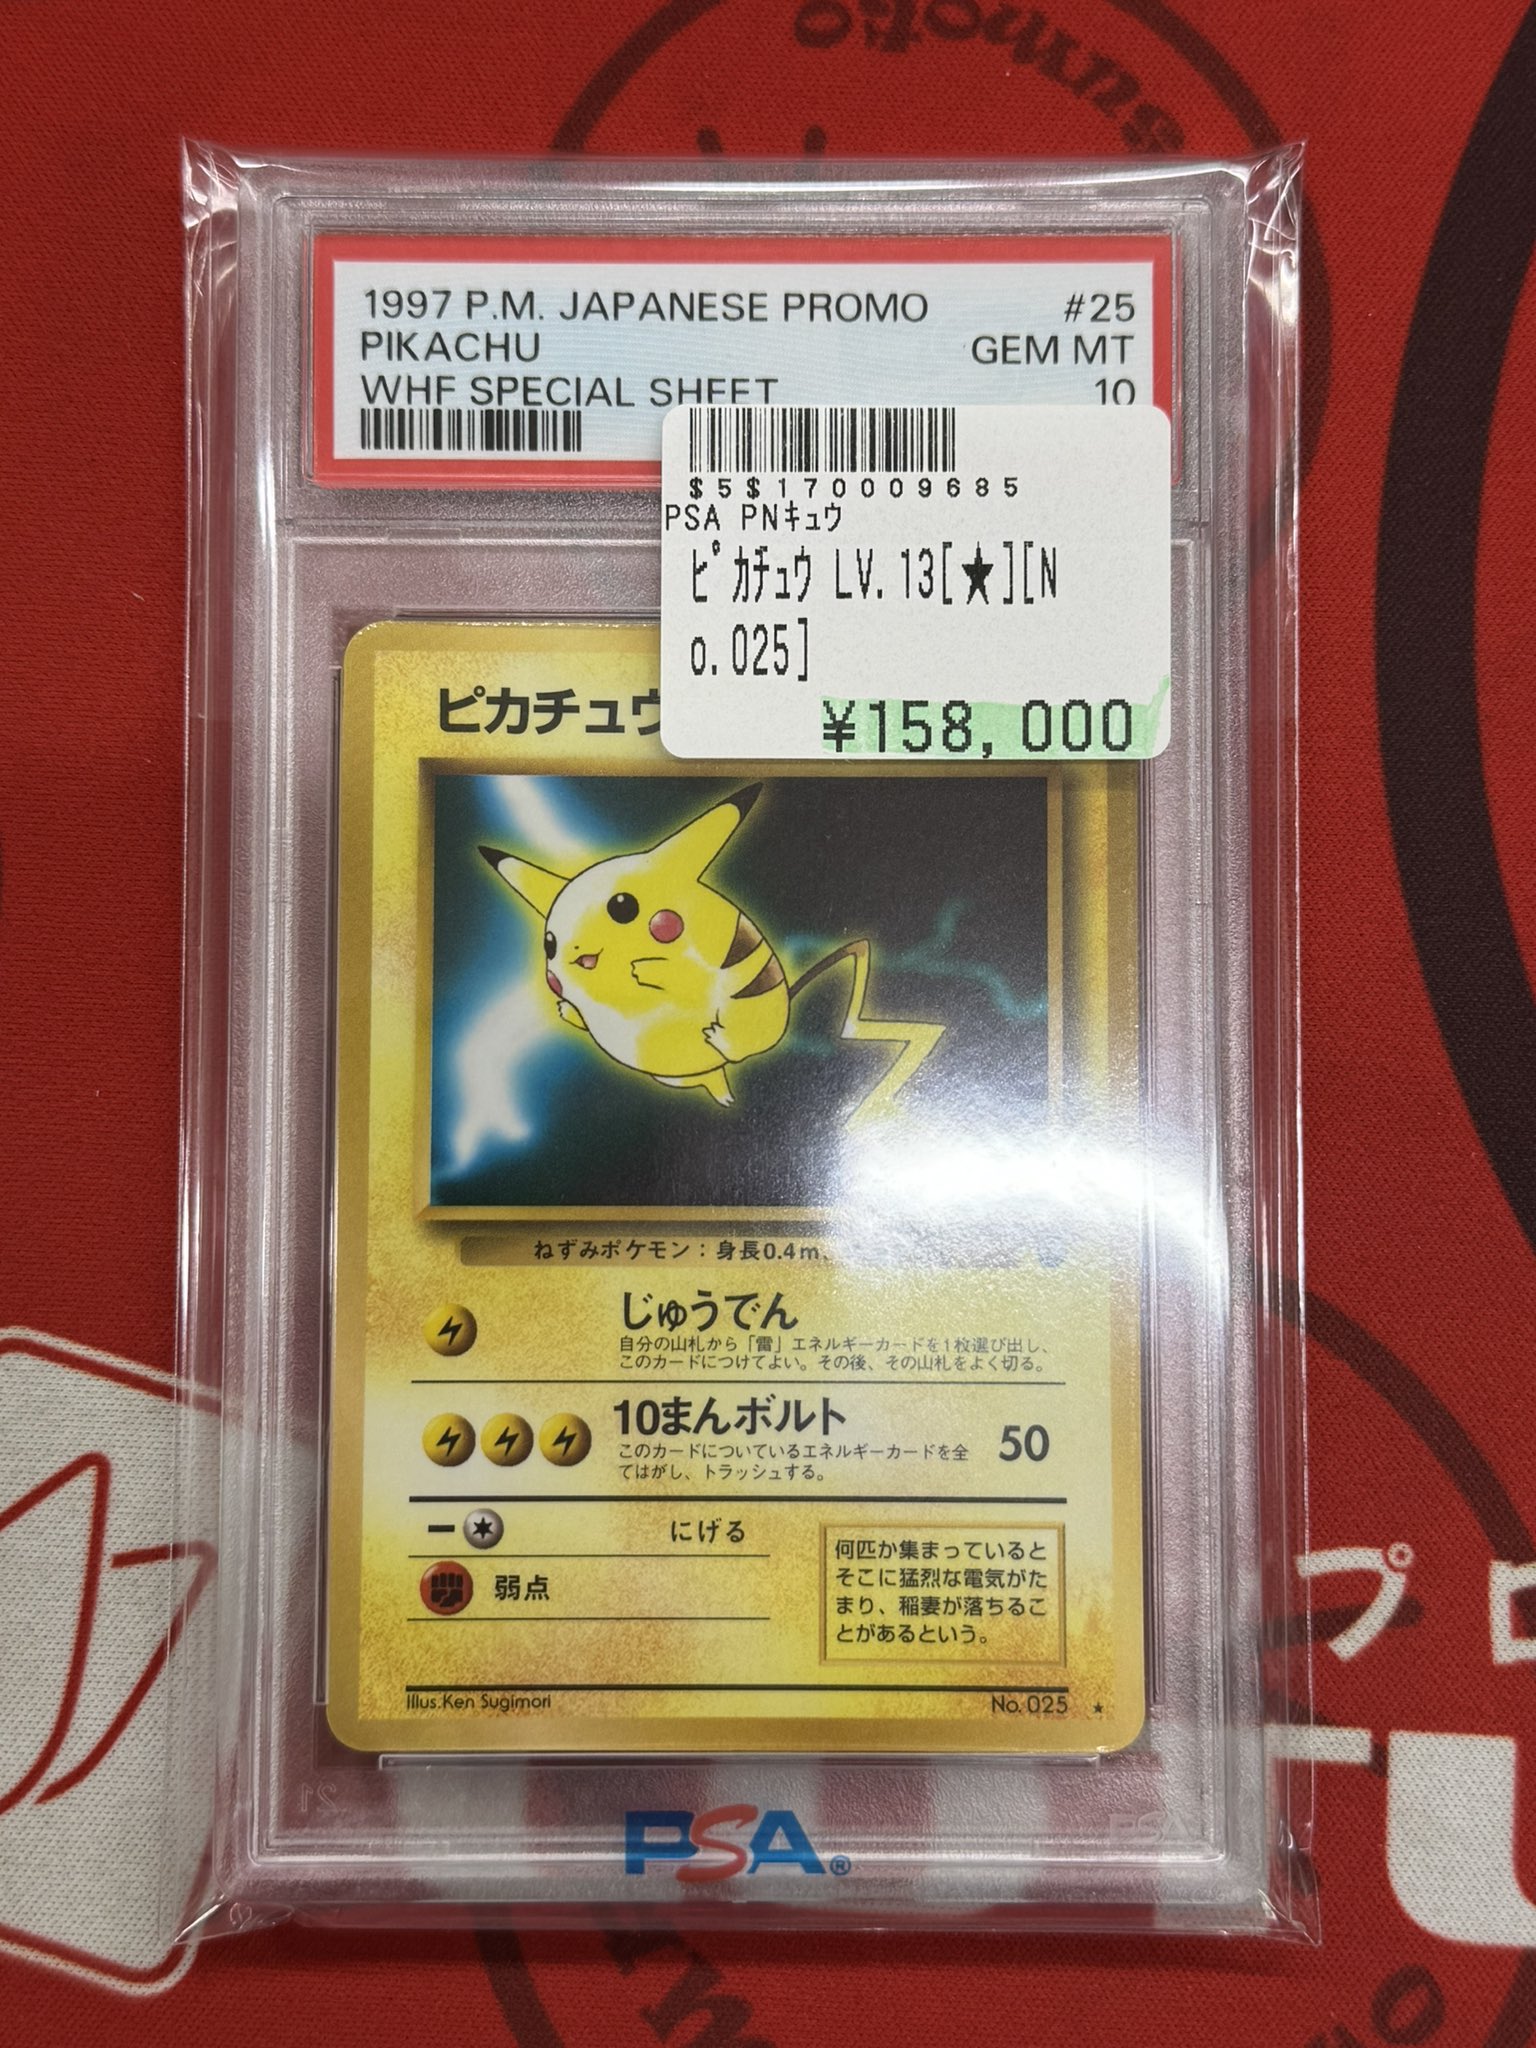 1997 P.M. JAPANESE PROMO #25
PIKACHU GEM MT
WHF SPECIAL SHEET 10
$5$170009685
PSA PNキュウ
ピカチュウ LV.13[★][N
o.025]
¥158,000
ピカチュウ
ねずみポケモン：身長0.4m、
じゅうでん
自分の山札から「雷」エネルギーカードを1枚選び出し、
このカードにつけてよい。その後、その山札をよく切る。
10まんボルト 50
このカードについているエネルギーカードを全
てはがし、トラッシュする。
にげる
弱点
何匹か集まっていると
そこに猛烈な電気がた
まり、稲妻が落ちるこ
とがあるという。
Illus.Ken Sugimori No. 025 ★
PSA®
プロ